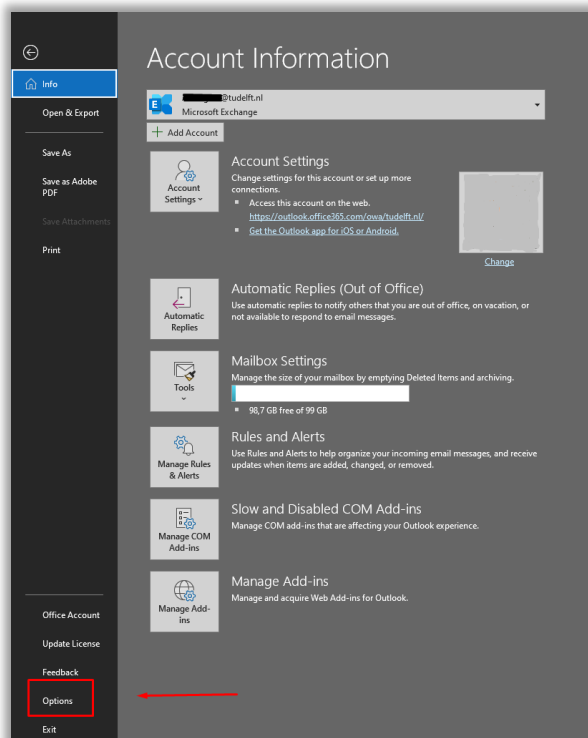 Account Information
Info
Open & Export
Save As
Save as Adobe
PDF
Save Attachments
Print
Office Account
Update License
Feedback
Options
Exit
@tudelft.nl
Microsoft Exchange
Add Account
Account
Settings
Account Settings
Change settings for this account or set up more
connections.
Access this account on the web.
https://outlook.office365.com/owa/tudelft.nl/
Get the Outlook app for iOS or Android.
Change
Automatic
Replies
Automatic Replies (Out of Office)
Use automatic replies to notify others that you are out of office, on vacation, or
not available to respond to email messages.
Tools
Mailbox Settings
Manage the size of your mailbox by emptying Deleted Items and archiving.
98,7 GB free of 99 GB
Manage Rules
& Alerts
Rules and Alerts
Use Rules and Alerts to help organize your incoming email messages, and receive
updates when items are added, changed, or removed.
Manage COM
Add-ins
Slow and Disabled COM Add-ins
Manage COM add-ins that are affecting your Outlook experience.
Manage Add-
ins
Manage Add-ins
Manage and acquire Web Add-ins for Outlook.